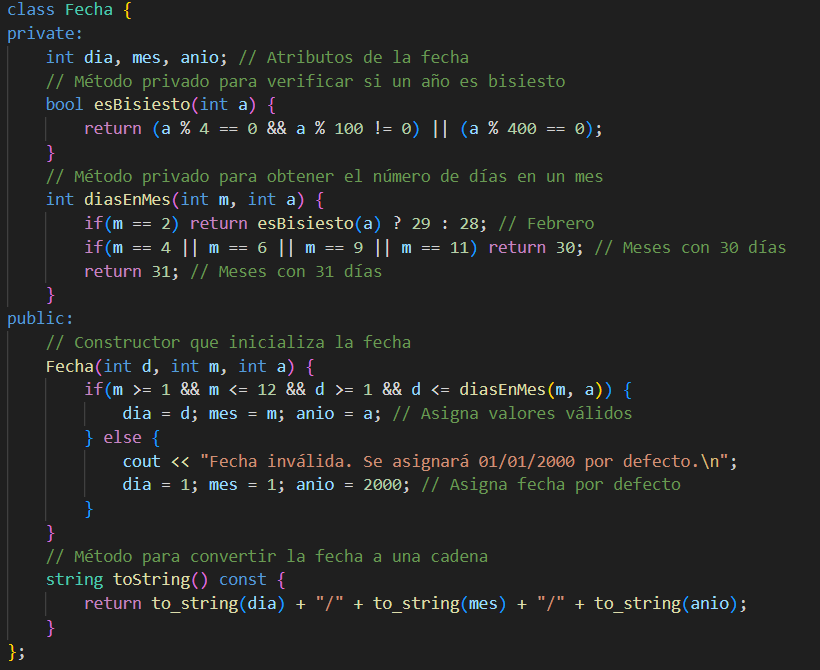 class Fecha {
private:
    int dia, mes, anio; // Atributos de la fecha
    // Método privado para verificar si un año es bisiesto
    bool esBisiesto(int a) {
        return (a % 4 == 0 && a % 100 != 0) || (a % 400 == 0);
    }
    // Método privado para obtener el número de días en un mes
    int diasEnMes(int m, int a) {
        if(m == 2) return esBisiesto(a) ? 29 : 28; // Febrero
        if(m == 4 || m == 6 || m == 9 || m == 11) return 30; // Meses con 30 días
        return 31; // Meses con 31 días
    }
public:
    // Constructor que inicializa la fecha
    Fecha(int d, int m, int a) {
        if(m >= 1 && m <= 12 && d >= 1 && d <= diasEnMes(m, a)) {
            dia = d; mes = m; anio = a; // Asigna valores válidos
        } else {
            cout << "Fecha inválida. Se asignará 01/01/2000 por defecto.\n";
            dia = 1; mes = 1; anio = 2000; // Asigna fecha por defecto
        }
    }
    // Método para convertir la fecha a una cadena
    string toString() const {
        return to_string(dia) + "/" + to_string(mes) + "/" + to_string(anio);
    }
};